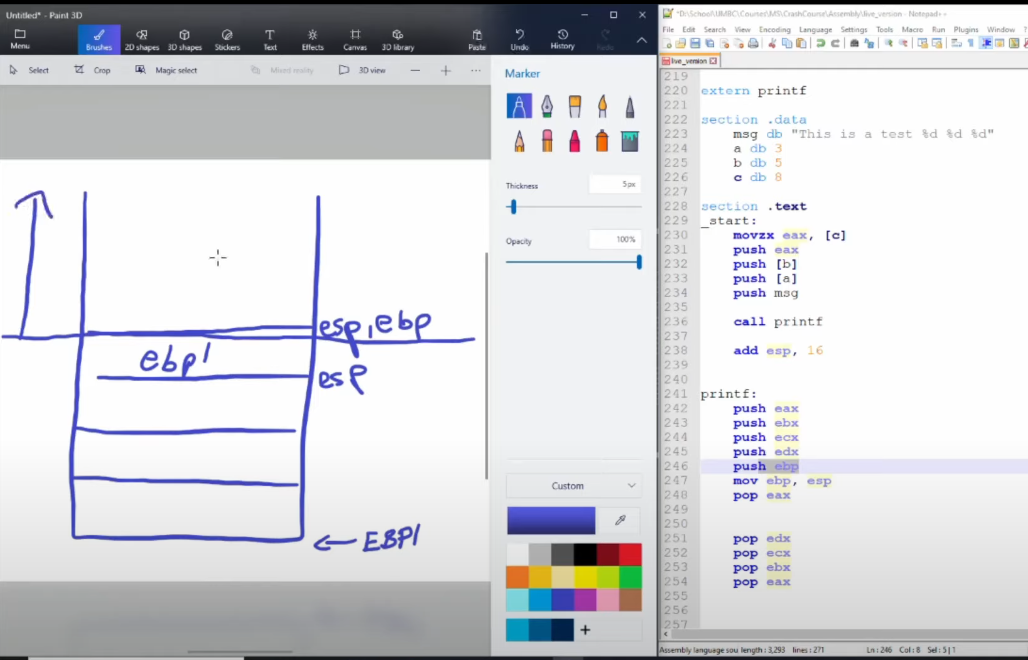 Untitled* - Paint 3D
Menu
Brushes
2D shapes
3D shapes
Stickers
Text
Effects
Canvas
3D library
Paste
Undo
History
Redo
Select
Crop
Magic select
Mixed reality
3D view
Marker
Thickness
5px
Opacity
100%
Custom
esp, ebp
ebp1
esp
← EBP1
*D:\School\UMBC\Courses\MS\CrashCourse\Assembly\live_version - Notepad++
File Edit Search View Encoding Language Settings Tools Macro Run Plugins Window
live_version
219
220 extern printf
221
222 section .data
223 msg db "This is a test %d %d %d"
224 a db 3
225 b db 5
226 c db 8
227
228 section .text
229 _start:
230 movzx eax, [c]
231 push eax
232 push [b]
233 push [a]
234 push msg
235
236 call printf
237
238 add esp, 16
239
240
241 printf:
242 push eax
243 push ebx
244 push ecx
245 push edx
246 push ebp
247 mov ebp, esp
248 pop eax
249
250
251 pop edx
252 pop ecx
253 pop ebx
254 pop eax
255
256
257
Assembly language sou length : 3,293 lines : 271
Ln : 246 Col : 8 Sel : 5 | 1